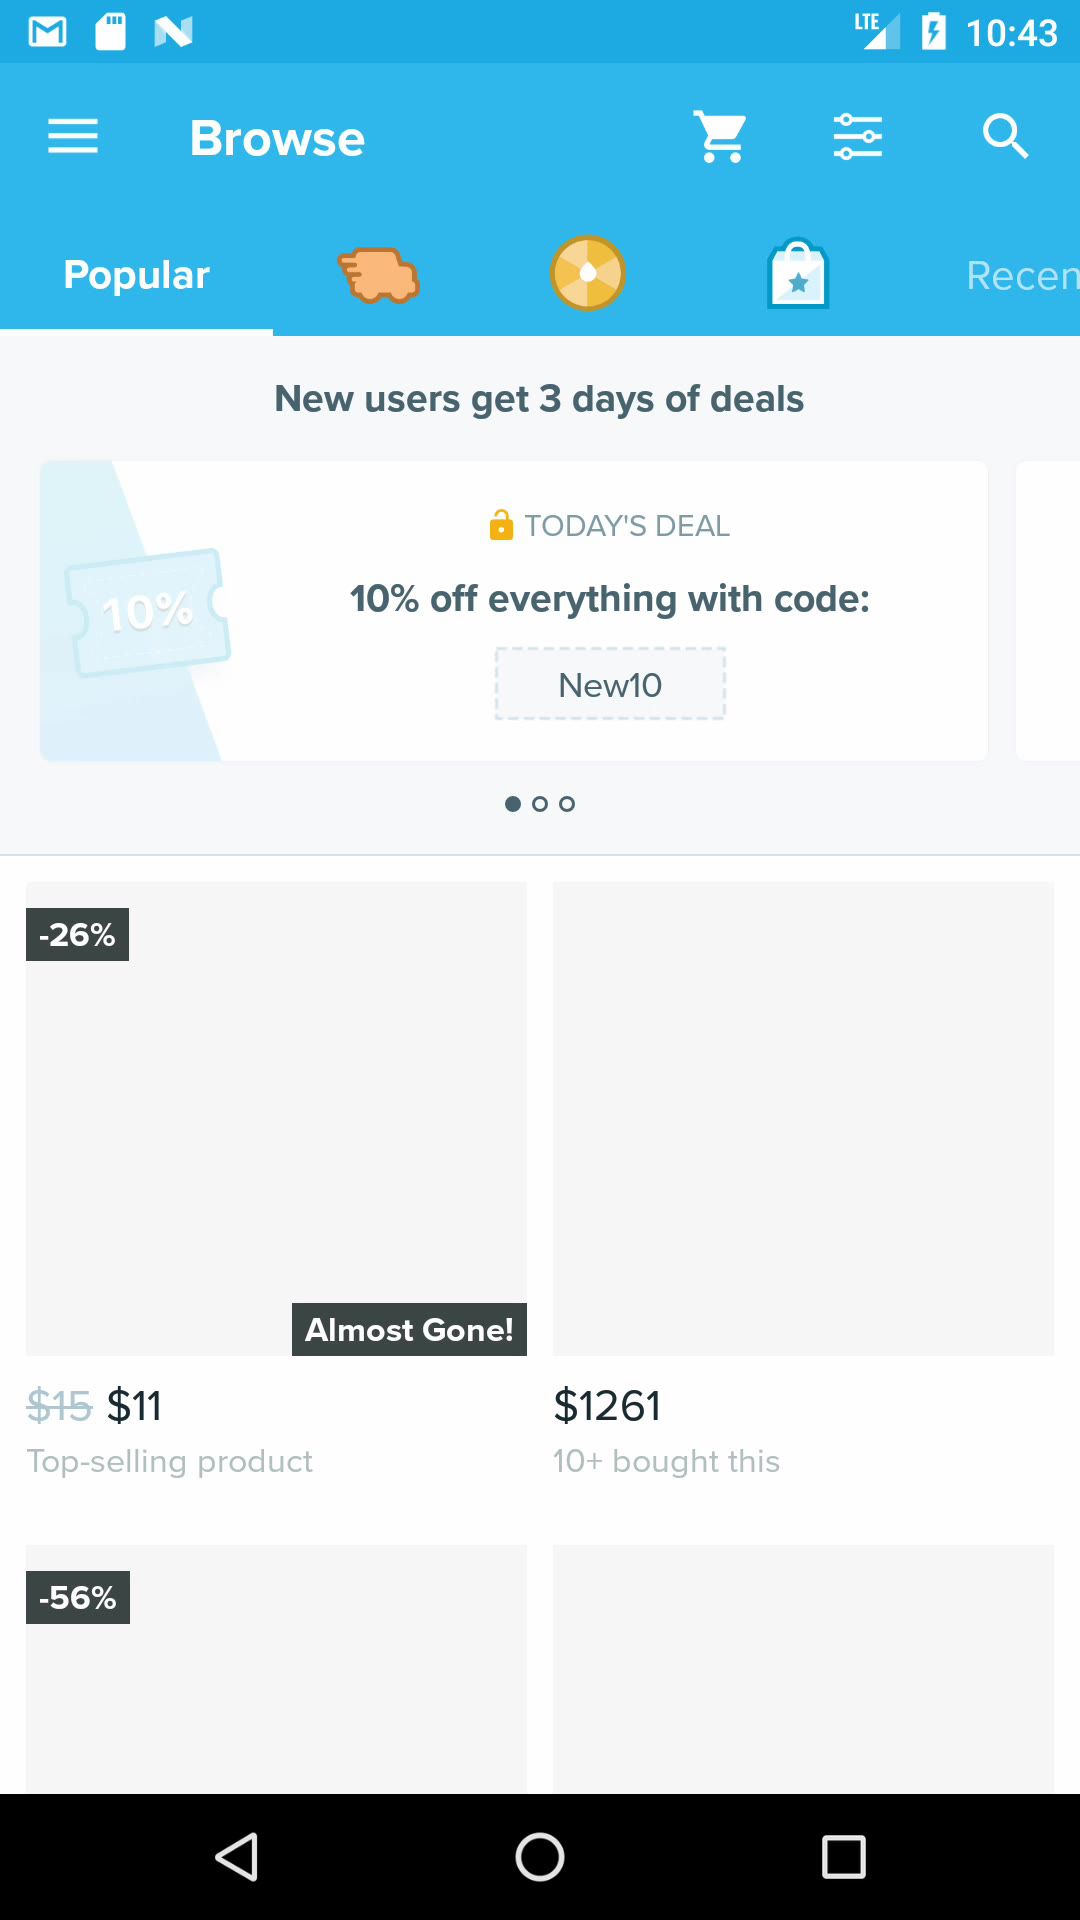 LTE 10:43
Browse
Popular
Recen
New users get 3 days of deals
TODAY'S DEAL
10% off everything with code:
10%
New10
-26%
Almost Gone!
$15 $11
$1261
Top-selling product
10+ bought this
-56%